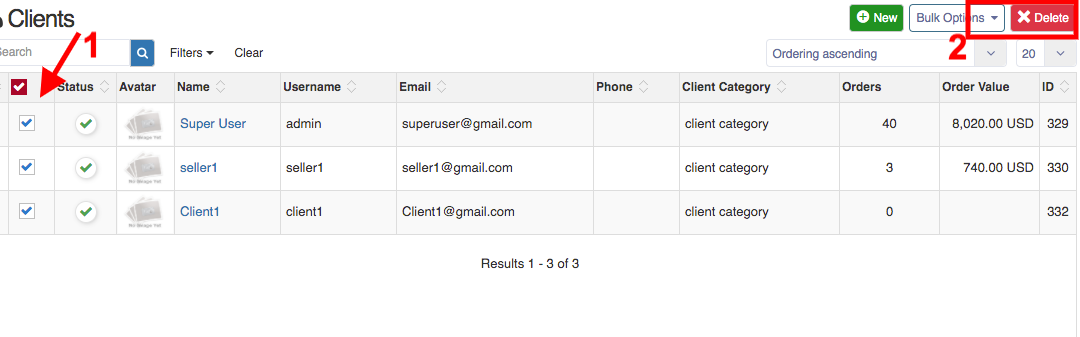 Clients
New Bulk Options Delete
1
2
Search Filters Clear Ordering ascending 20
Status Avatar Name Username Email Phone Client Category Orders Order Value ID
Super User admin superuser@gmail.com client category 40 8,020.00 USD 329
seller1 seller1 seller1@gmail.com client category 3 740.00 USD 330
Client1 client1 Client1@gmail.com client category 0 332
Results 1 - 3 of 3